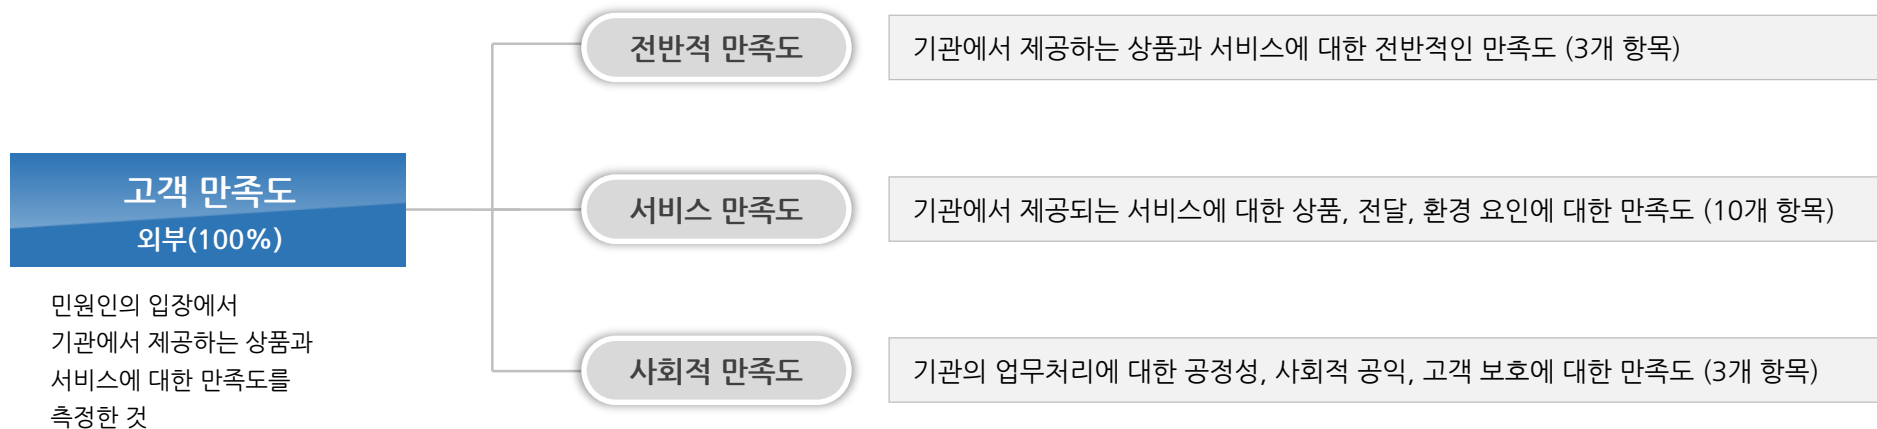 전반적 만족도
기관에서 제공하는 상품과 서비스에 대한 전반적인 만족도 (3개 항목)
고객 만족도
외부(100%)
민원인의 입장에서
기관에서 제공하는 상품과
서비스에 대한 만족도를
측정한 것
서비스 만족도
기관에서 제공되는 서비스에 대한 상품, 전달, 환경 요인에 대한 만족도 (10개 항목)
사회적 만족도
기관의 업무처리에 대한 공정성, 사회적 공익, 고객 보호에 대한 만족도 (3개 항목)